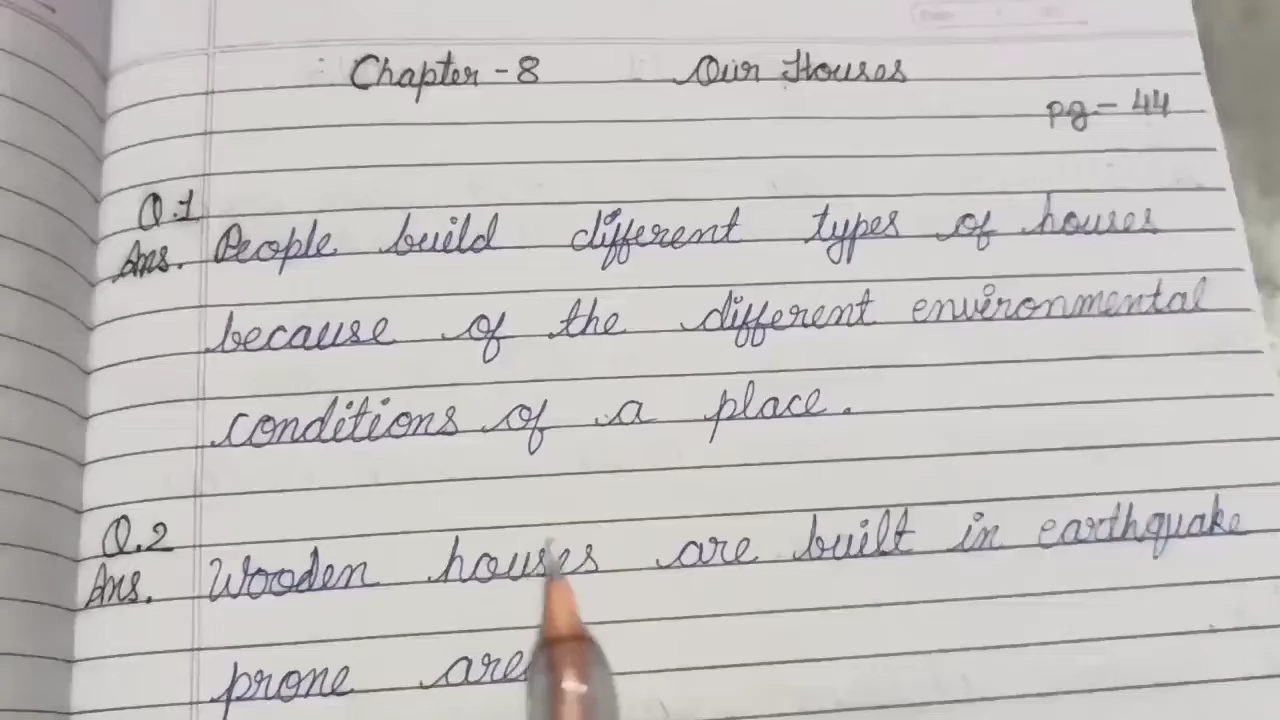 Chapter - 8 Our Houses
pg - 44
Q.1
Ans. People build different types of houses
because of the different environmental
conditions of a place.
Q.2
Ans. Wooden houses are built in earthquake
prone